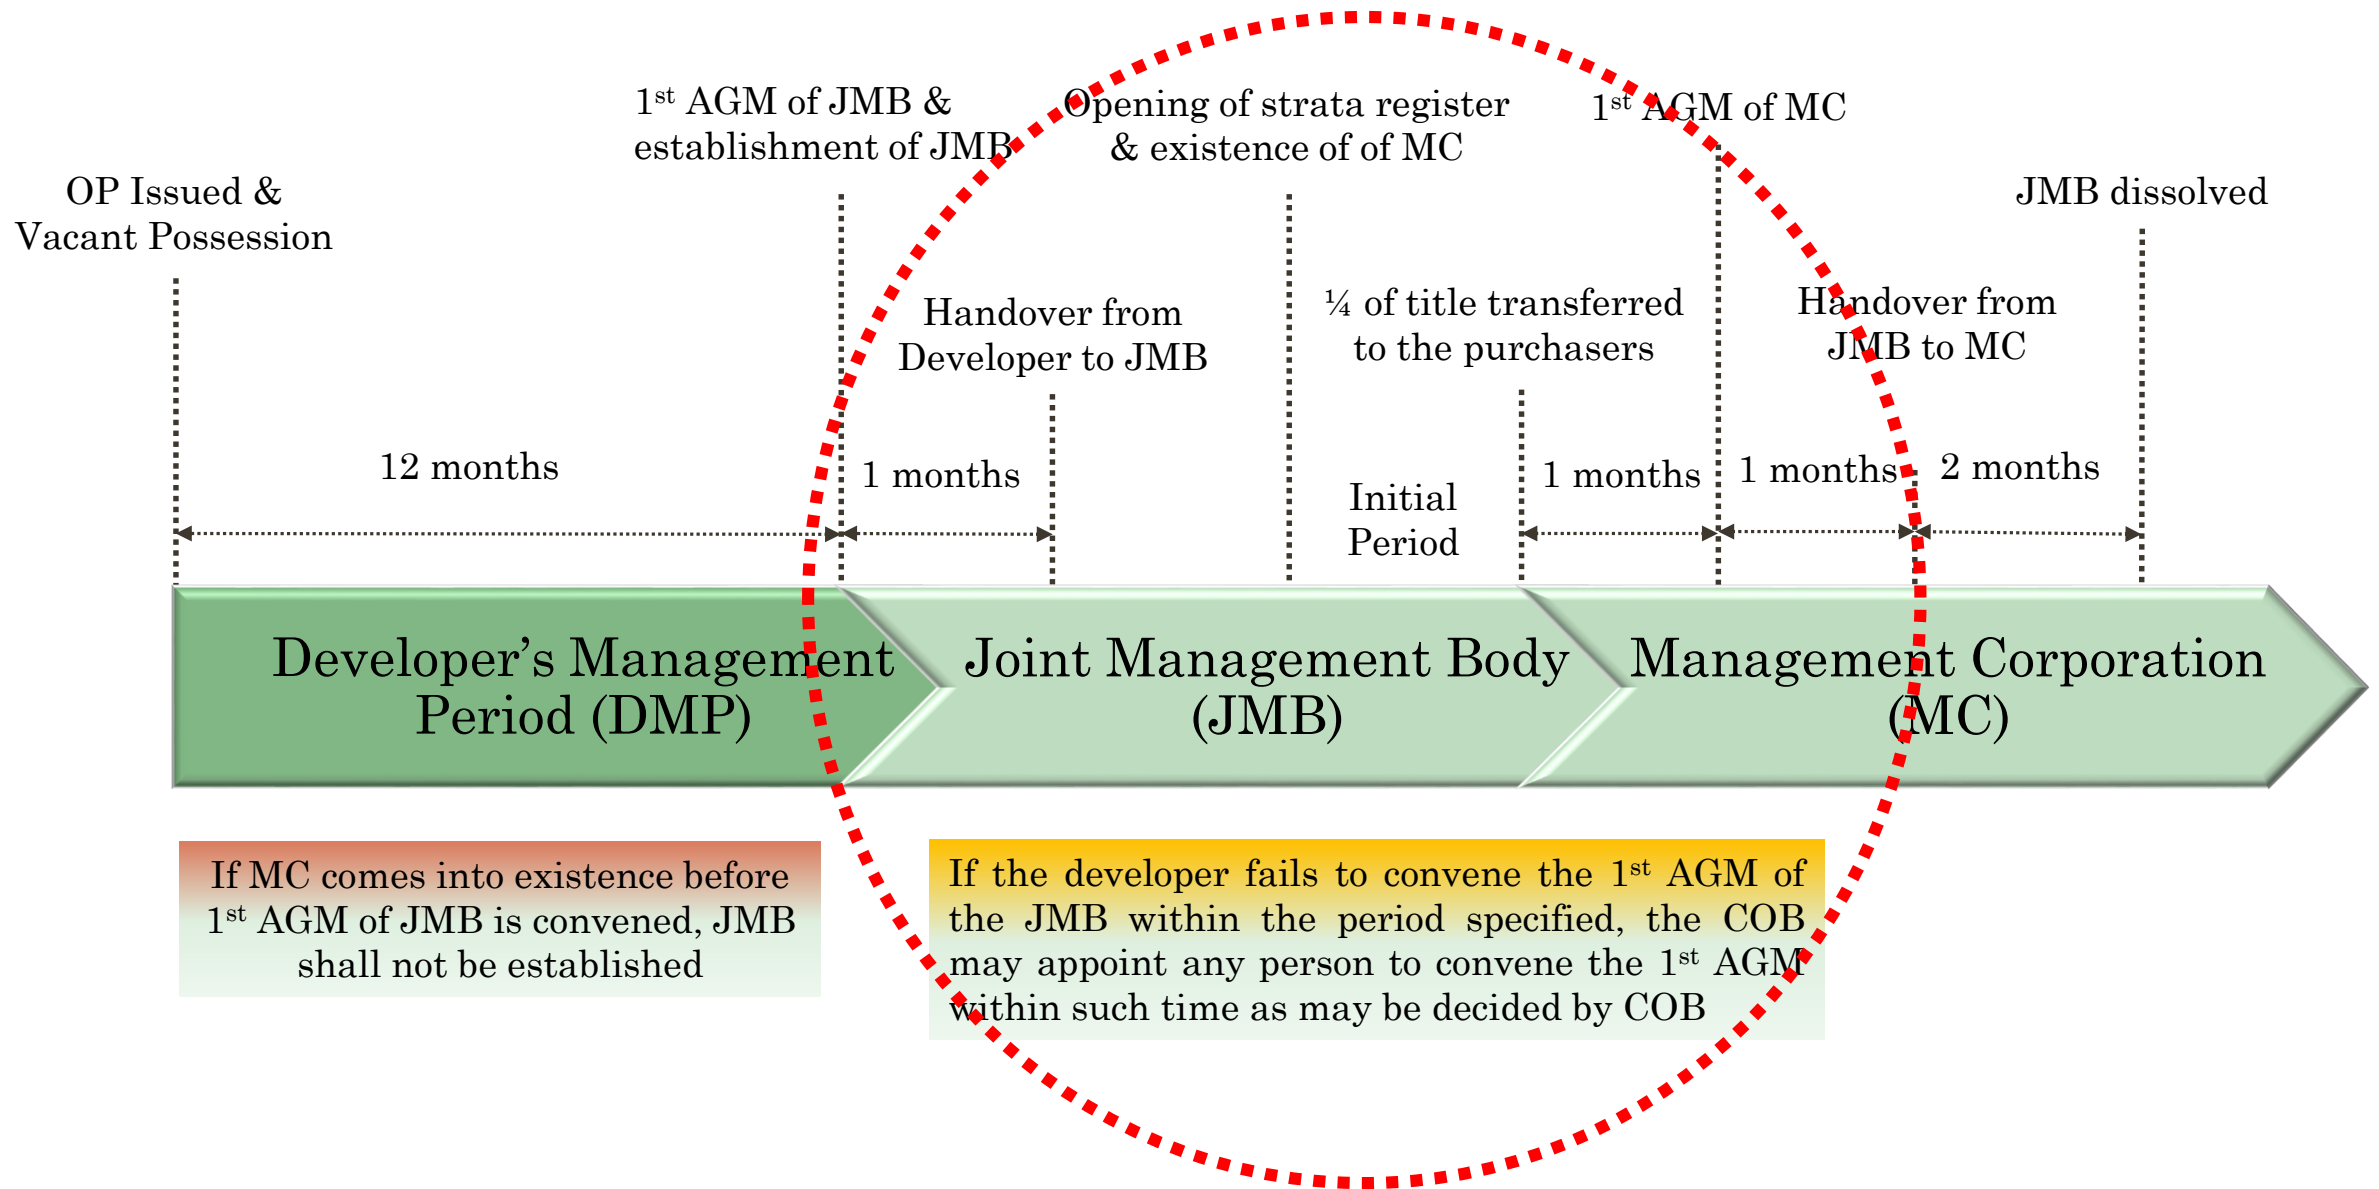 1st AGM of JMB &
establishment of JMB
Opening of strata register
& existence of of MC
1st AGM of MC
OP Issued &
Vacant Possession
JMB dissolved
Handover from
Developer to JMB
¼ of title transferred
to the purchasers
Handover from
JMB to MC
12 months
1 months
Initial
Period
1 months
1 months
2 months
Developer’s Management
Period (DMP)
Joint Management Body
(JMB)
Management Corporation
(MC)
If MC comes into existence before
1st AGM of JMB is convened, JMB
shall not be established
If the developer fails to convene the 1st AGM of
the JMB within the period specified, the COB
may appoint any person to convene the 1st AGM
within such time as may be decided by COB